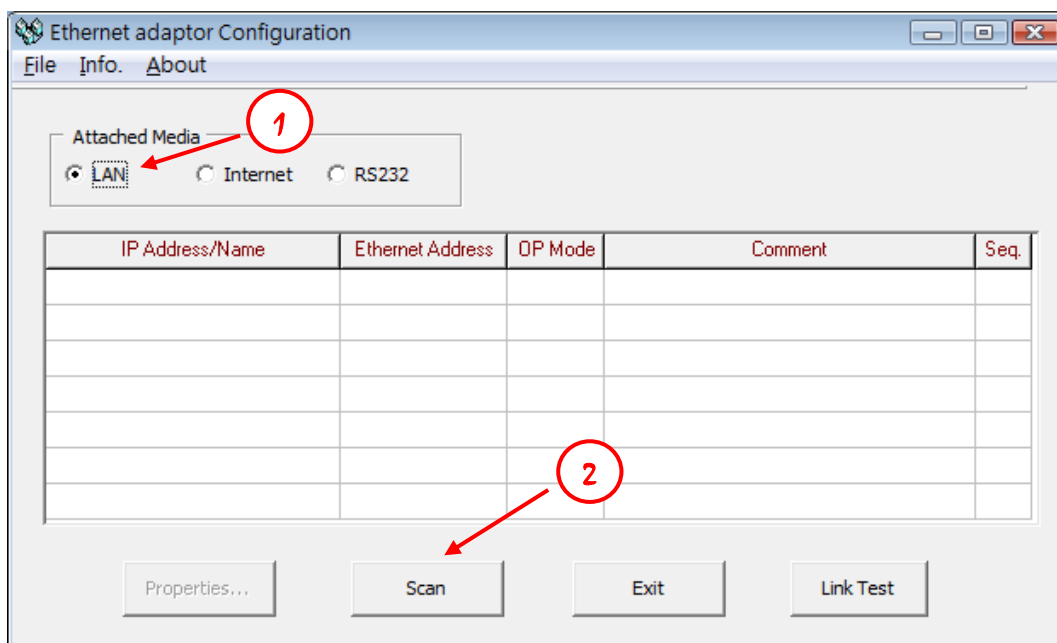 Ethernet adaptor Configuration
File Info. About
1
Attached Media
LAN Internet RS232
IP Address/Name Ethernet Address OP Mode Comment Seq.
2
Properties... Scan Exit Link Test